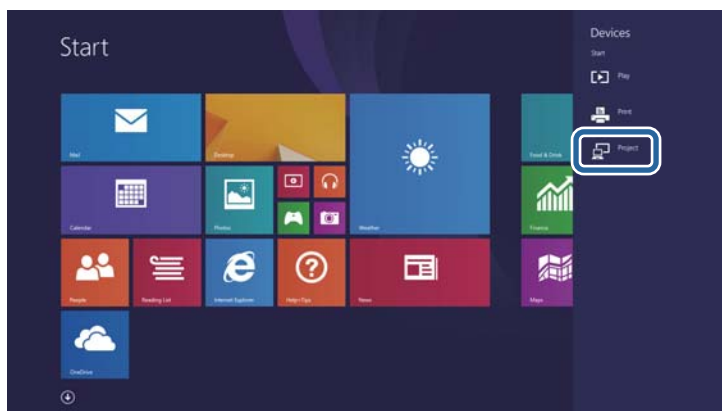 Start
Devices
Start
Play
Print
Project
Mail
Desktop
Weather
Food & Drink
Calendar
Photos
Finance
People
Reading List
Internet Explorer
Help+Tips
News
Maps
OneDrive